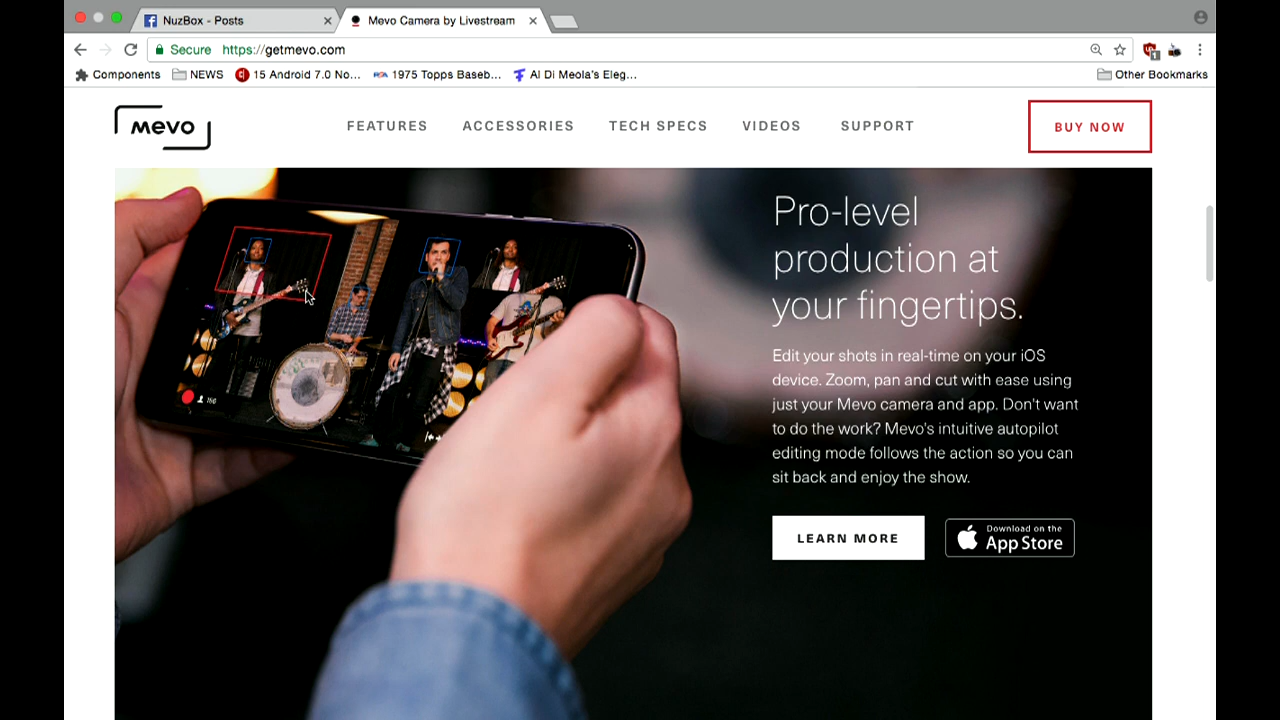 NuzBox - Posts
Mevo Camera by Livestream
Secure https://getmevo.com
Components NEWS 15 Android 7.0 No... 1975 Topps Baseb... Al Di Meola's Eleg... Other Bookmarks
mevo FEATURES ACCESSORIES TECH SPECS VIDEOS SUPPORT BUY NOW
Pro-level
production at
your fingertips.
Edit your shots in real-time on your iOS
device. Zoom, pan and cut with ease using
just your Mevo camera and app. Don't want
to do the work? Mevo's intuitive autopilot
editing mode follows the action so you can
sit back and enjoy the show.
LEARN MORE
Download on the
App Store